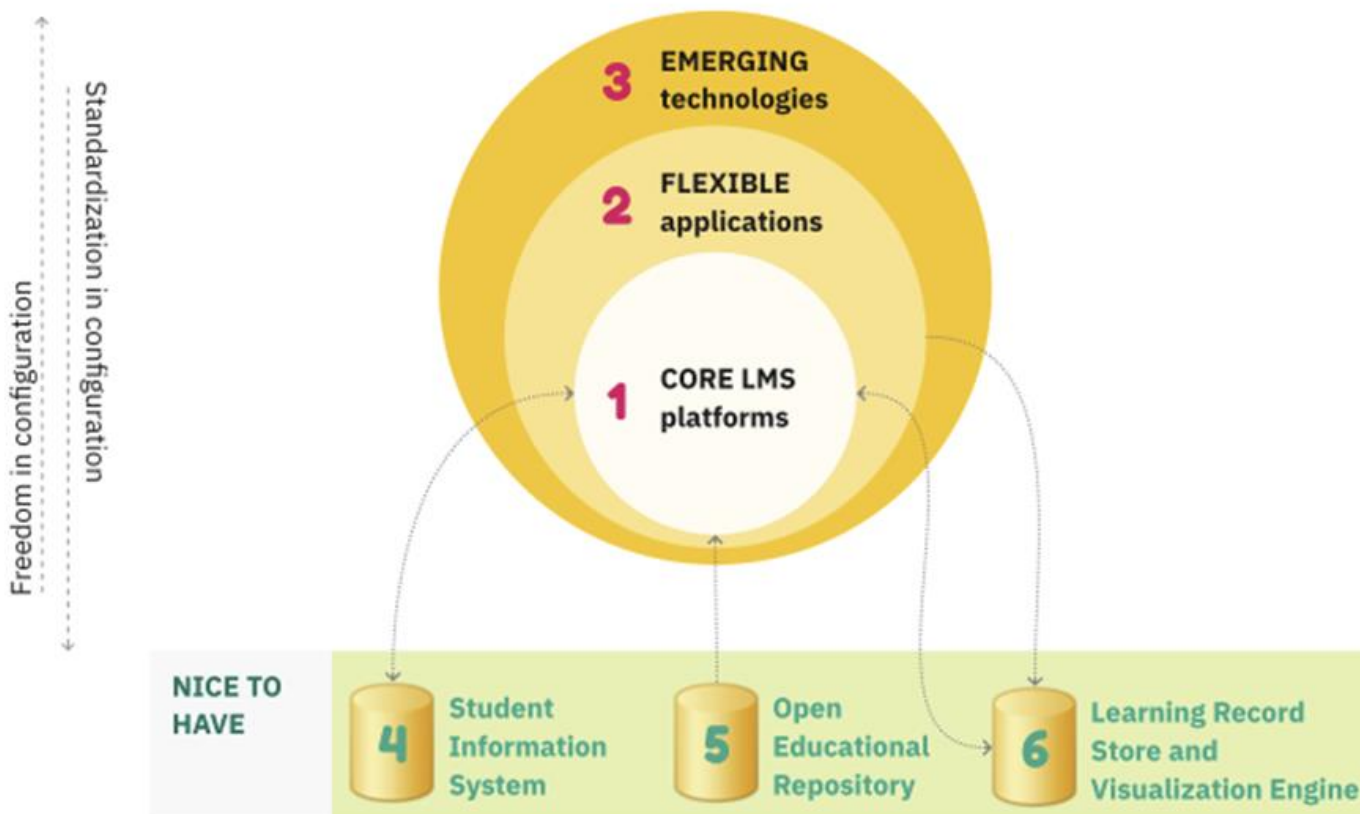 Freedom in configuration
Standardization in configuration
3
EMERGING
technologies
2
FLEXIBLE
applications
1
CORE LMS
platforms
NICE TO
HAVE
4
Student
Information
System
5
Open
Educational
Repository
6
Learning Record
Store and
Visualization Engine